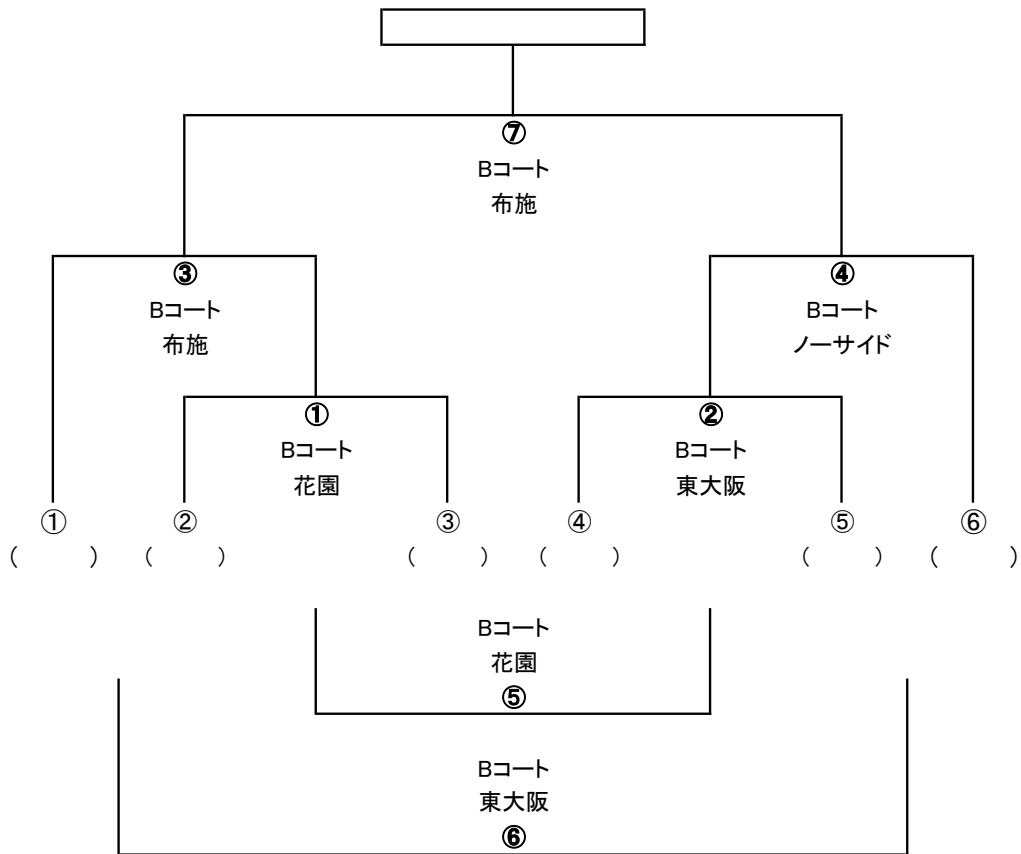 ⑦
Bコート
布施
③
Bコート
布施
④
Bコート
ノーサイド
①
Bコート
花園
②
Bコート
東大阪
① ② ③ ④ ⑤ ⑥
(　　) (　　) (　　) (　　) (　　) (　　)
Bコート
花園
⑤
Bコート
東大阪
⑥